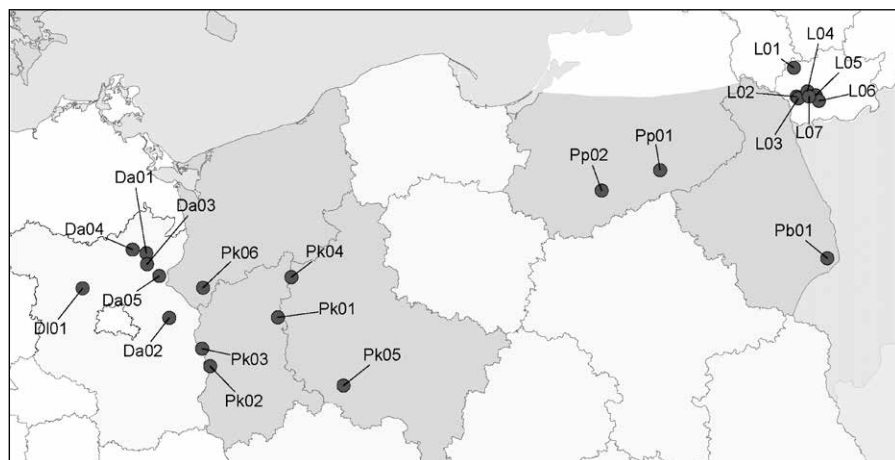 L04
L01
L05
L02
L06
L03
L07
Pp01
Pp02
Da01
Da03
Da04
Pb01
Pk06
Pk04
Da05
Dl01
Pk01
Da02
Pk03
Pk05
Pk02